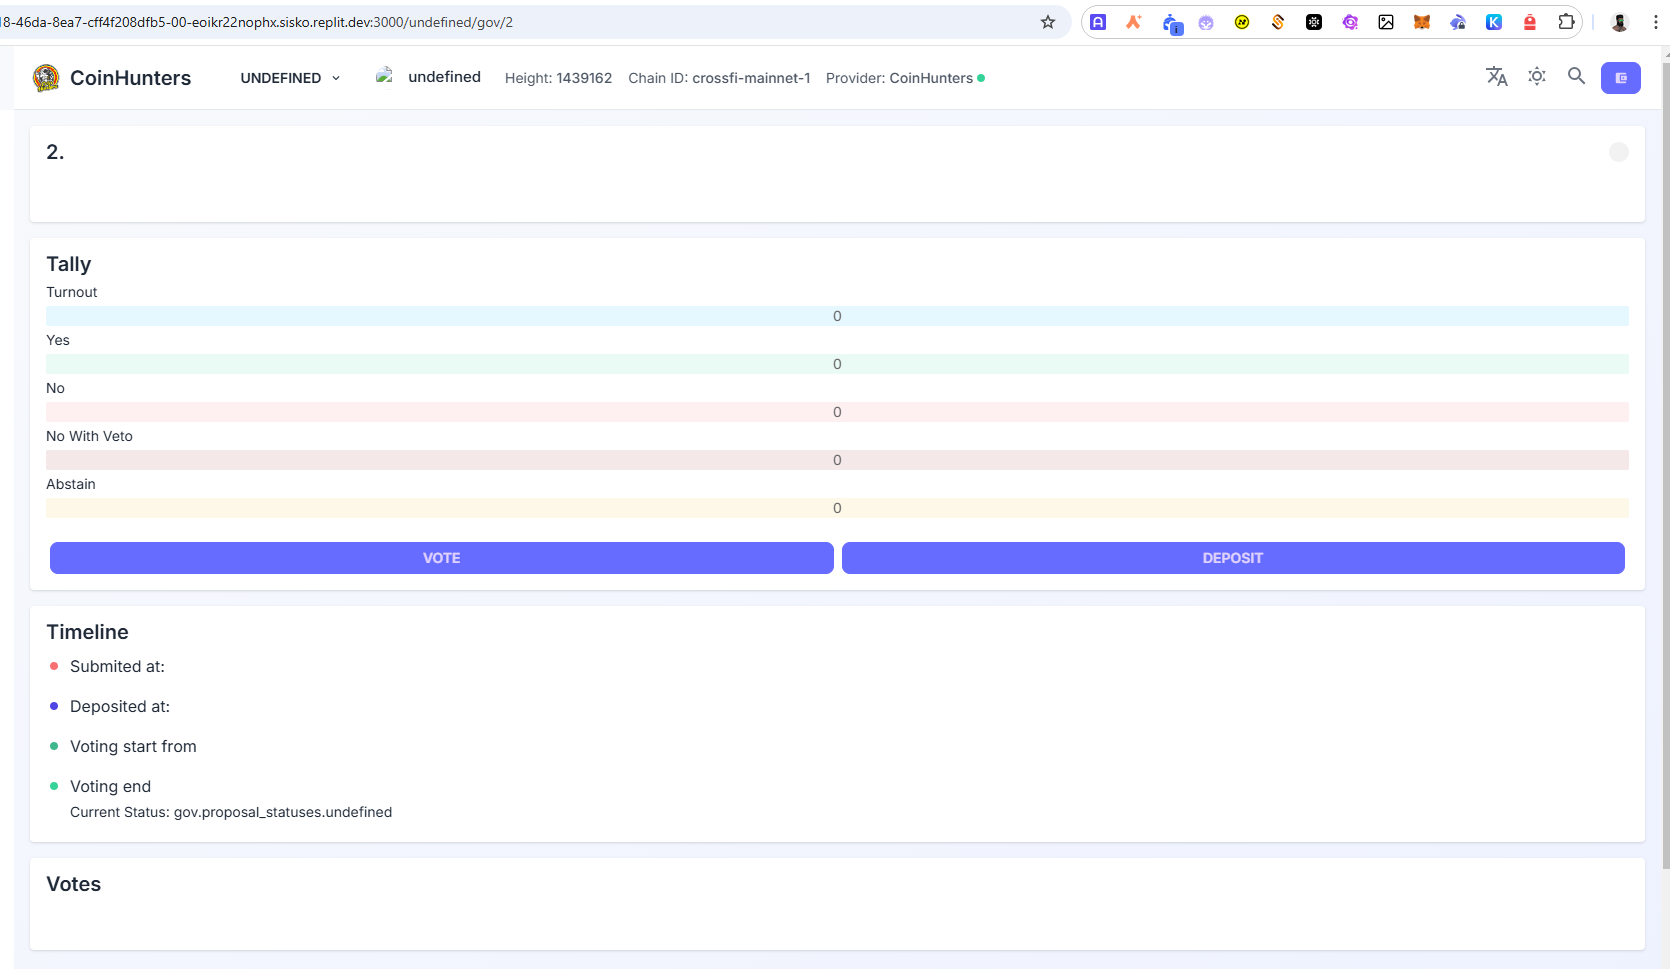 18-46da-8ea7-cff4f208dfb5-00-eoikr22nophx.sisko.replit.dev:3000/undefined/gov/2
CoinHunters UNDEFINED undefined Height: 1439162 Chain ID: crossfi-mainnet-1 Provider: CoinHunters
2.
Tally
Turnout
0
Yes
0
No
0
No With Veto
0
Abstain
0
VOTE DEPOSIT
Timeline
Submited at:
Deposited at:
Voting start from
Voting end
Current Status: gov.proposal_statuses.undefined
Votes